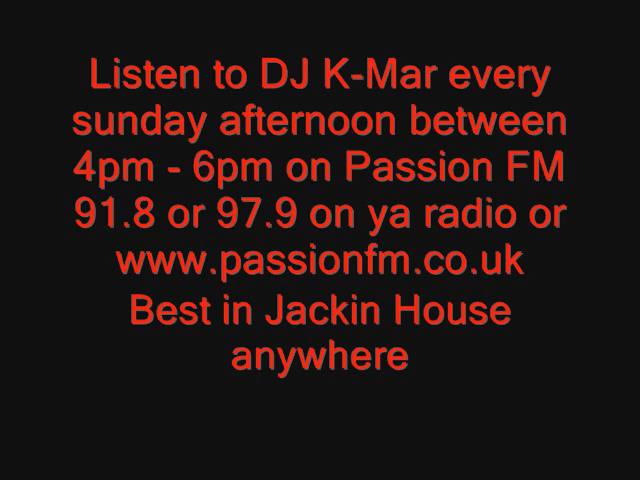 Listen to DJ K-Mar every
sunday afternoon between
4pm - 6pm on Passion FM
91.8 or 97.9 on ya radio or
www.passionfm.co.uk
Best in Jackin House
anywhere